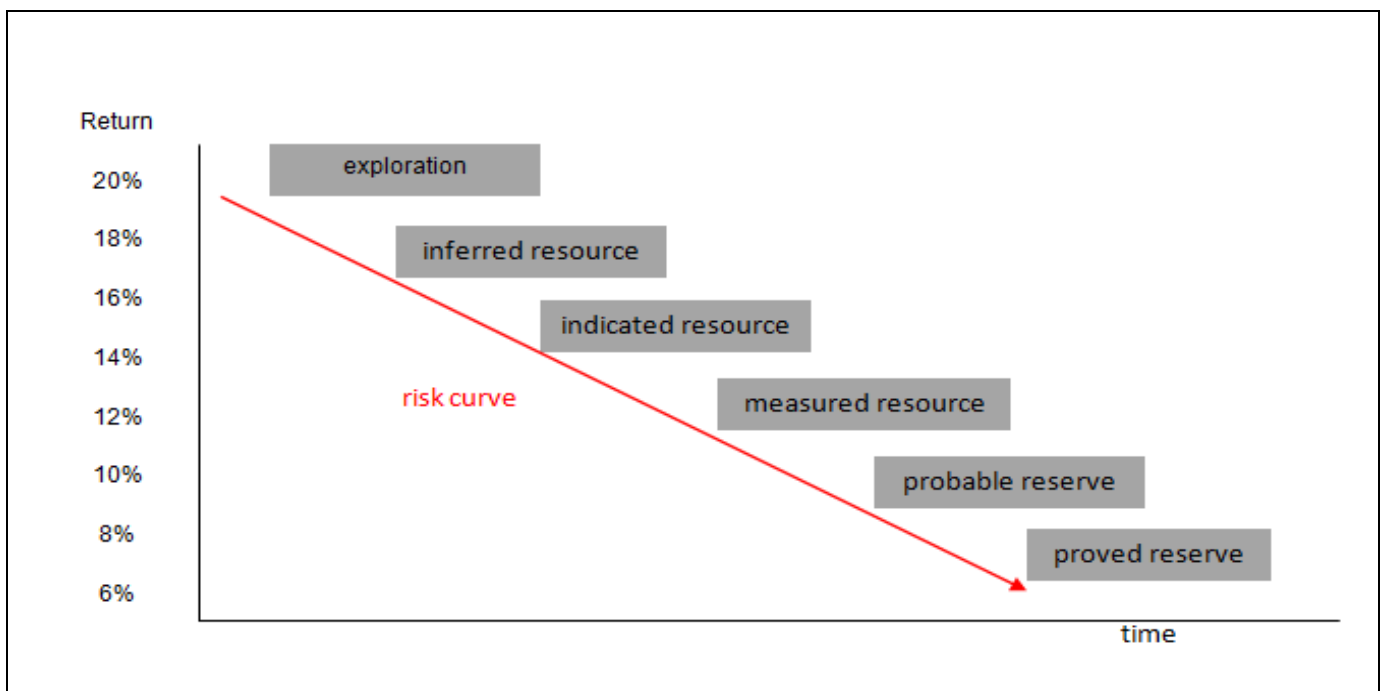 Return
20%
exploration
18%
inferred resource
16%
indicated resource
14%
risk curve
measured resource
12%
10%
probable reserve
8%
proved reserve
6%
time